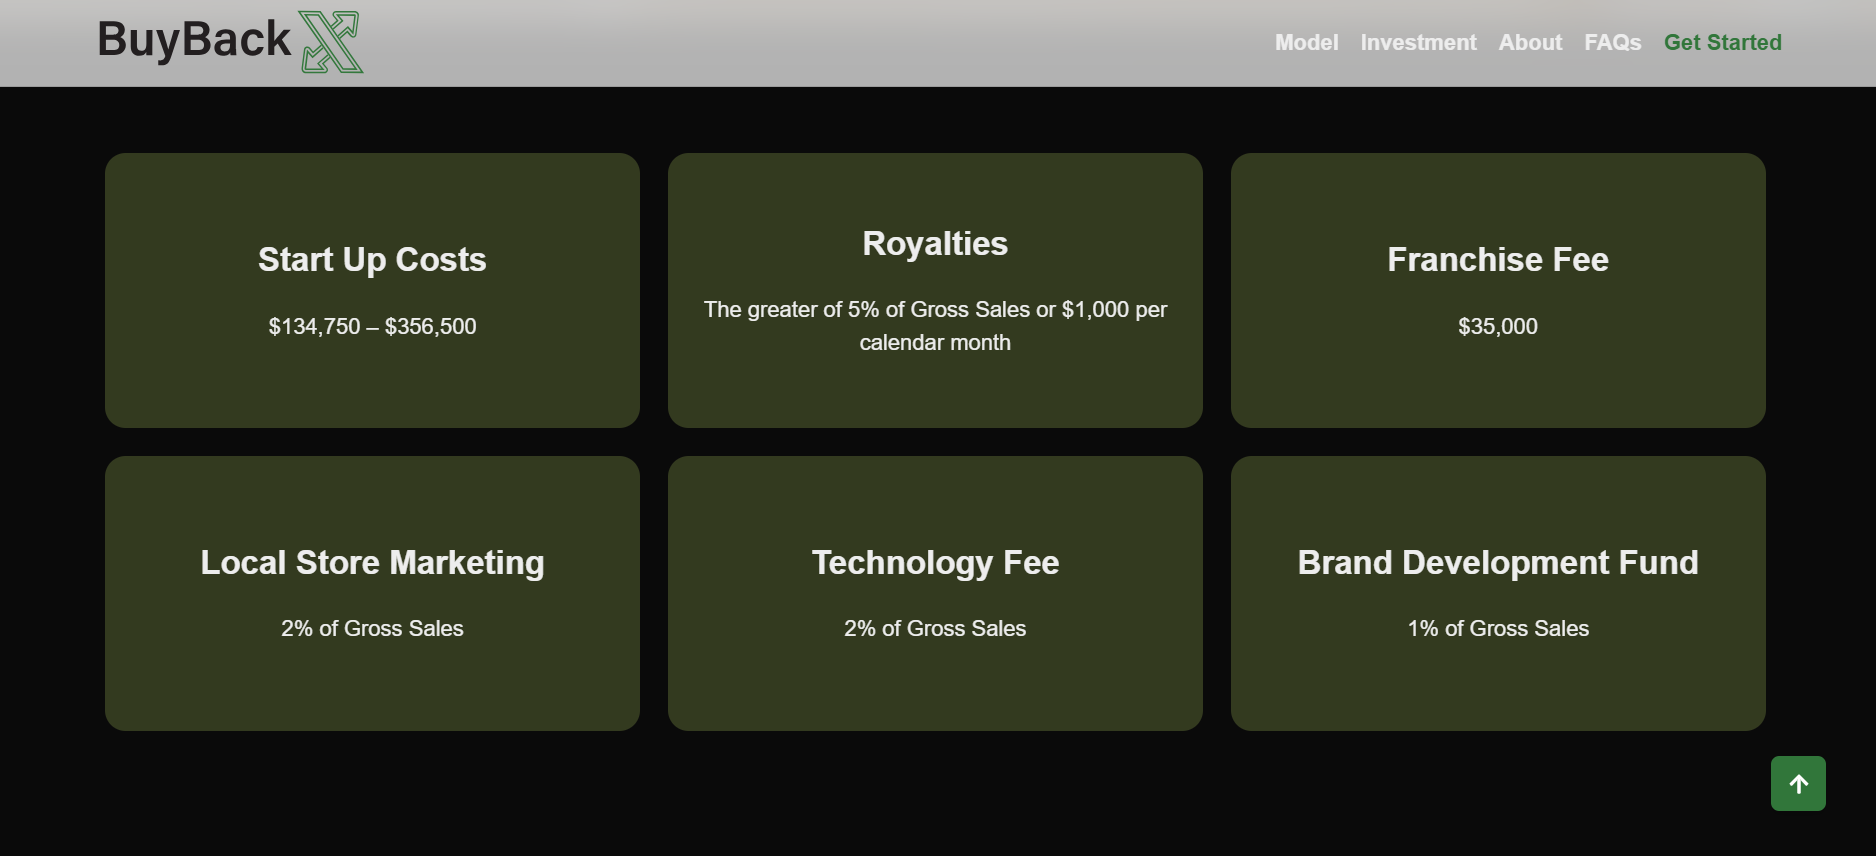 BuyBack X
Model Investment About FAQs Get Started
Start Up Costs
$134,750 – $356,500
Royalties
The greater of 5% of Gross Sales or $1,000 per
calendar month
Franchise Fee
$35,000
Local Store Marketing
2% of Gross Sales
Technology Fee
2% of Gross Sales
Brand Development Fund
1% of Gross Sales